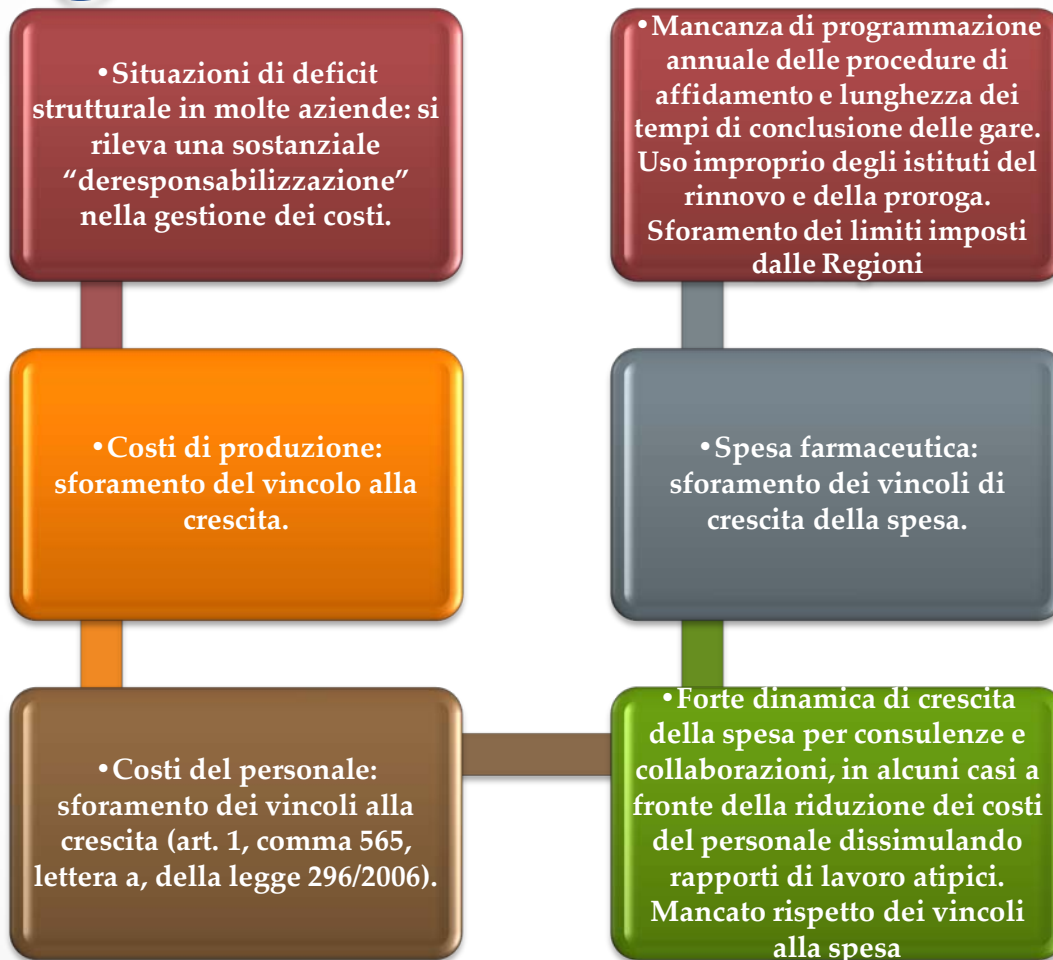 •Situazioni di deficit
strutturale in molte aziende: si
rileva una sostanziale
“deresponsabilizzazione”
nella gestione dei costi.
•Costi di produzione:
sforamento del vincolo alla
crescita.
•Costi del personale:
sforamento dei vincoli alla
crescita (art. 1, comma 565,
lettera a, della legge 296/2006).
•Forte dinamica di crescita
della spesa per consulenze e
collaborazioni, in alcuni casi a
fronte della riduzione dei costi
del personale dissimulando
rapporti di lavoro atipici.
Mancato rispetto dei vincoli
alla spesa
•Spesa farmaceutica:
sforamento dei vincoli di
crescita della spesa.
•Mancanza di programmazione
annuale delle procedure di
affidamento e lunghezza dei
tempi di conclusione delle gare.
Uso improprio degli istituti del
rinnovo e della proroga.
Sforamento dei limiti imposti
dalle Regioni